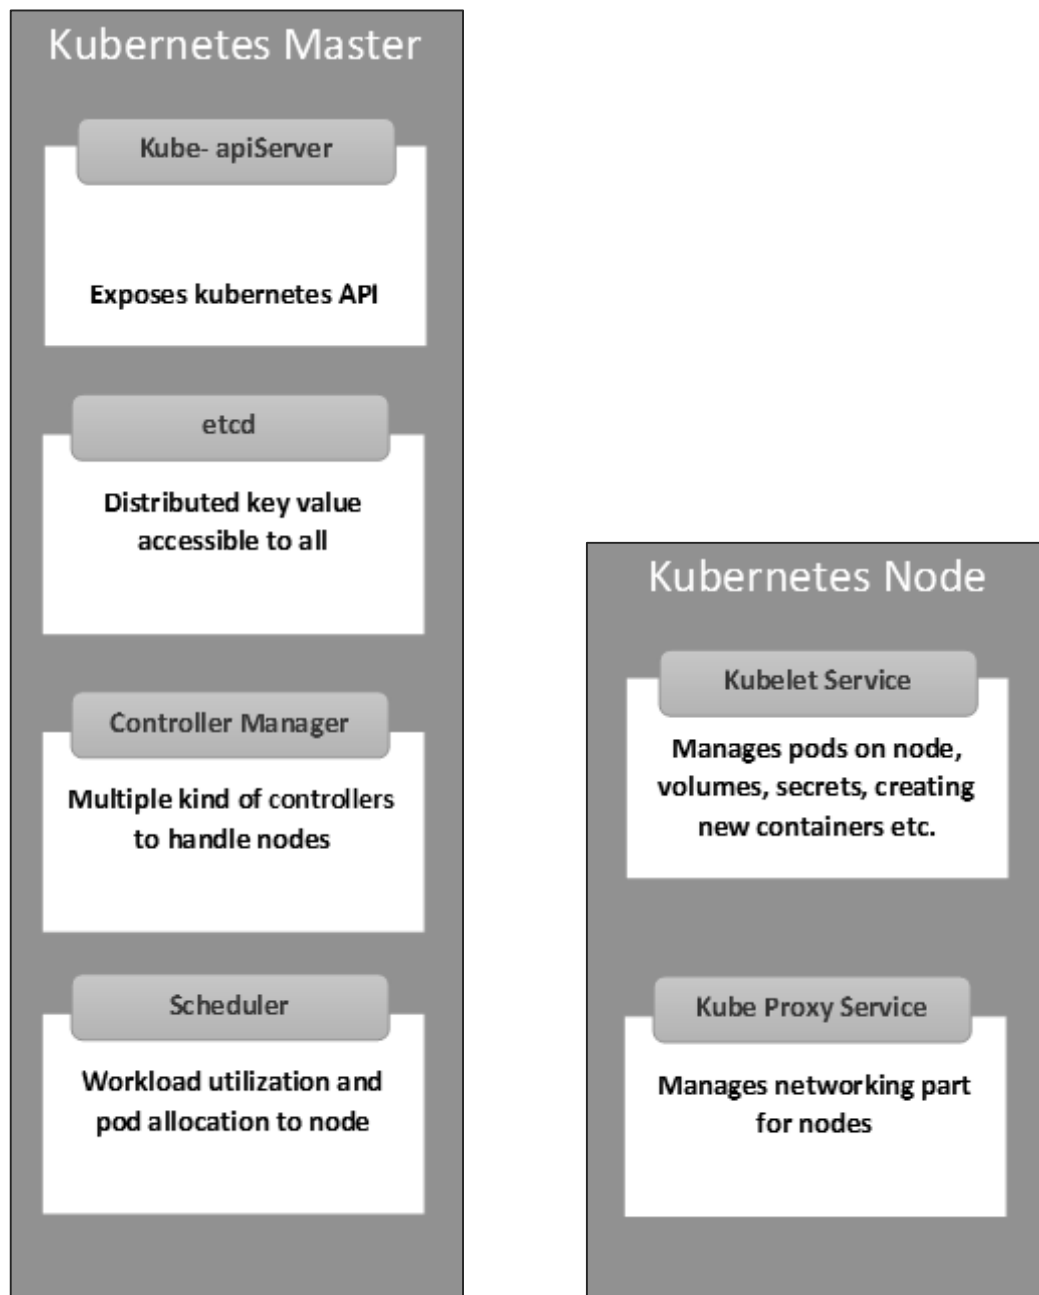 Kubernetes Master
Kube- apiServer
Exposes kubernetes API
etcd
Distributed key value
accessible to all
Controller Manager
Multiple kind of controllers
to handle nodes
Scheduler
Workload utilization and
pod allocation to node
Kubernetes Node
Kubelet Service
Manages pods on node,
volumes, secrets, creating
new containers etc.
Kube Proxy Service
Manages networking part
for nodes